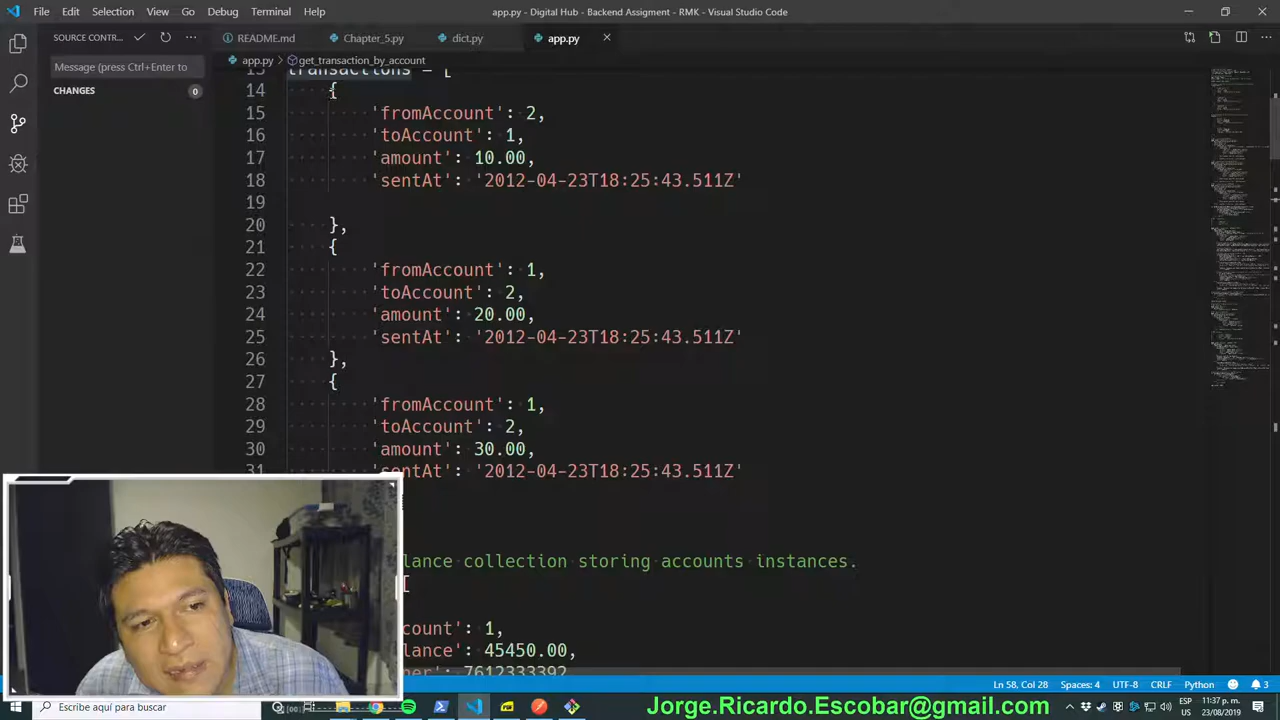 File Edit Selection View Go Debug Terminal Help
app.py - Digital Hub - Backend Assigment - RMK - Visual Studio Code
SOURCE CONTR...
README.md Chapter_5.py dict.py app.py
Message (press Ctrl+Enter to
app.py > get_transaction_by_account
CHANGES 0
13 transactions = [
14 {
15 'fromAccount': 2,
16 'toAccount': 1,
17 'amount': 10.00,
18 'sentAt': '2012-04-23T18:25:43.511Z'
19
20 },
21 {
22 'fromAccount': 1,
23 'toAccount': 2,
24 'amount': 20.00,
25 'sentAt': '2012-04-23T18:25:43.511Z'
26 },
27 {
28 'fromAccount': 1,
29 'toAccount': 2,
30 'amount': 30.00,
31 'sentAt': '2012-04-23T18:25:43.511Z'
lance collection storing accounts instances.
[
count': 1,
lance': 45450.00,
ner': 7612333392
Ln 58, Col 28 Spaces: 4 UTF-8 CRLF Python 3
Escribe aquí para buscar
Jorge.Ricardo.Escobar@gmail.com
ESP 11:37 p. m.
US 23/08/2019